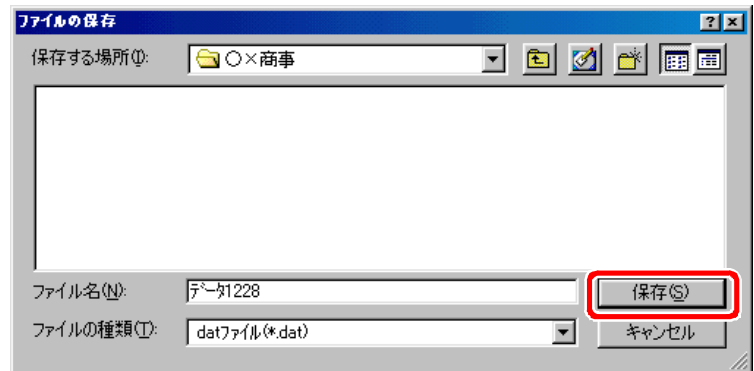 ファイルの保存
保存する場所(I):
○×商事
ファイル名(N):
ﾃﾞｰﾀ1228
保存(S)
ファイルの種類(T):
datファイル(*.dat)
キャンセル